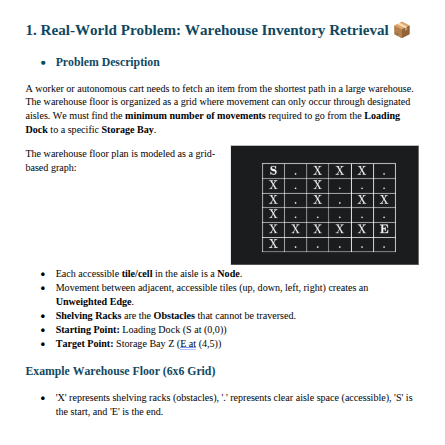 1. Real-World Problem: Warehouse Inventory Retrieval 📦
• Problem Description
A worker or autonomous cart needs to fetch an item from the shortest path in a large warehouse.
The warehouse floor is organized as a grid where movement can only occur through designated
aisles. We must find the minimum number of movements required to go from the Loading
Dock to a specific Storage Bay.
The warehouse floor plan is modeled as a grid-
based graph:
S . X X X .
X . X . . .
X . X . X X
X . . . . .
X X X X X E
X . . . . .
• Each accessible tile/cell in the aisle is a Node.
• Movement between adjacent, accessible tiles (up, down, left, right) creates an
Unweighted Edge.
• Shelving Racks are the Obstacles that cannot be traversed.
• Starting Point: Loading Dock (S at (0,0))
• Target Point: Storage Bay Z (E at (4,5))
Example Warehouse Floor (6x6 Grid)
• 'X' represents shelving racks (obstacles), '.' represents clear aisle space (accessible), 'S' is
the start, and 'E' is the end.